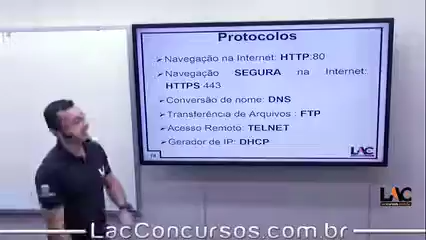 Protocolos
➢Navegação na Internet: HTTP:80
➢Navegação SEGURA na Internet:
HTTPS 443
➢Conversão de nome: DNS
➢Transferência de Arquivos : FTP
➢Acesso Remoto: TELNET
➢Gerador de IP: DHCP
LAC
LAC
LacConcursos.com.br